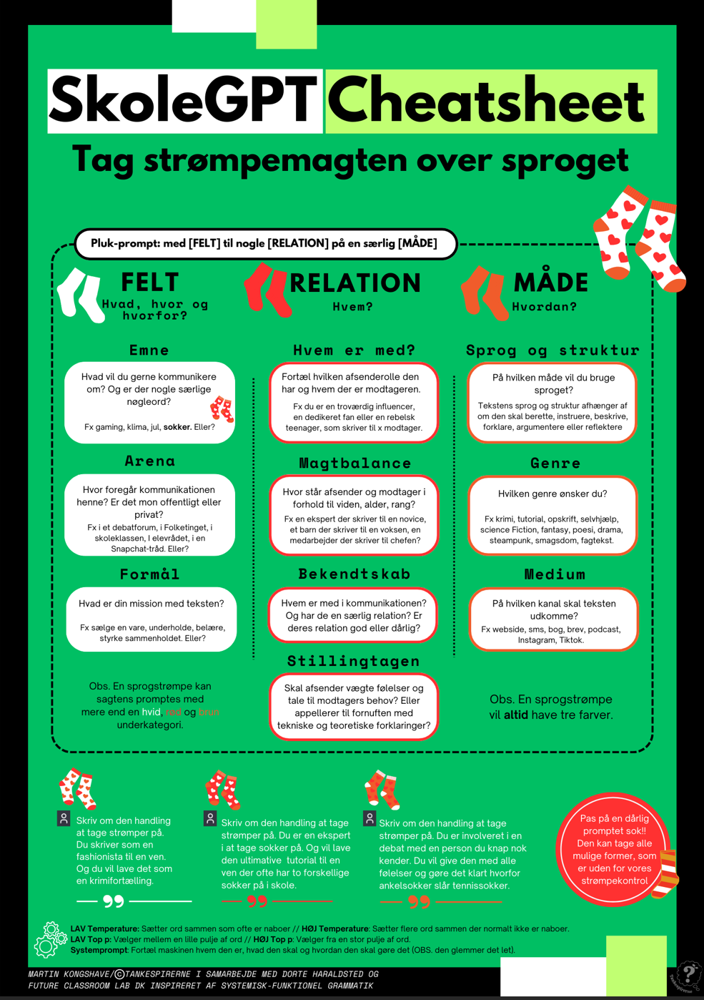 SkoleGPT Cheatsheet
Tag strømpemagten over sproget
Pluk-prompt: med [FELT] til nogle [RELATION] på en særlig [MÅDE]
FELT
Hvad, hvor og
hvorfor?
Emne
Hvad vil du gerne kommunikere
om? Og er der nogle særlige
nøgleord?
Fx gaming, klima, jul, sokker. Eller?
Arena
Hvor foregår kommunikationen
henne? Er det mon offentligt eller
privat?
Fx i et debatforum, i Folketinget, i
skoleklassen, I elevrådet, i en
Snapchat-tråd. Eller?
Formål
Hvad er din mission med teksten?
Fx sælge en vare, underholde, belære,
styrke sammenholdet. Eller?
Obs. En sprogstrømpe kan
sagtens promptes med
mere end en hvid, rød og brun
underkategori.
RELATION
Hvem?
Hvem er med?
Fortæl hvilken afsenderolle den
har og hvem der er modtageren.
Fx du er en troværdig influencer,
en dedikeret fan eller en rebelsk
teenager, som skriver til x modtager.
Magtbalance
Hvor står afsender og modtager i
forhold til viden, alder, rang?
Fx en ekspert der skriver til en novice,
et barn der skriver til en voksen, en
medarbejder der skriver til chefen?
Bekendtskab
Hvem er med i kommunikationen?
Og har de en særlig relation? Er
deres relation god eller dårlig?
Stillingtagen
Skal afsender vægte følelser og
tale til modtagers behov? Eller
appellerer til fornuften med
tekniske og teoretiske forklaringer?
MÅDE
Hvordan?
Sprog og struktur
På hvilken måde vil du bruge
sproget?
Tekstens sprog og struktur afhænger af
om den skal berette, instruere, beskrive,
forklare, argumentere eller reflektere
Genre
Hvilken genre ønsker du?
Fx krimi, tutorial, opskrift, selvhjælp,
science Fiction, fantasy, poesi, drama,
steampunk, smagsdom, fagtekst.
Medium
På hvilken kanal skal teksten
udkomme?
Fx webside, sms, bog, brev, podcast,
Instagram, Tiktok.
Obs. En sprogstrømpe
vil altid have tre farver.
Skriv om den handling
at tage strømper på.
Du skriver som en
fashionista til en ven.
Og du vil lave det som
en krimifortælling.
Skriv om den handling at tage
strømper på. Du er en ekspert
i at tage sokker på. Og vil lave
den ultimative tutorial til en
ven der ofte har to forskellige
sokker på i skole.
Skriv om den handling at tage
strømper på. Du er involveret i en
debat med en person du knap nok
kender. Du vil give den med alle
følelser og gøre det klart hvorfor
ankelsokker slår tennissokker.
Pas på en dårlig
promptet sok!!
Den kan tage alle
mulige former, som
er uden for vores
strømpekontrol
LAV Temperature: Sætter ord sammen som ofte er naboer // HØJ Temperature: Sætter flere ord sammen der normalt ikke er naboer.
LAV Top p: Vælger mellem en lille pulje af ord // HØJ Top p: Vælger fra en stor pulje af ord.
Systemprompt: Fortæl maskinen hvem den er, hvad den skal og hvordan den skal gøre det (OBS. den glemmer det let).
MARTIN KONGSHAVE/©TANKESPIRERNE I SAMARBEJDE MED DORTE HARALDSTED OG
FUTURE CLASSROOM LAB DK INSPIRERET AF SYSTEMISK-FUNKTIONEL GRAMMATIK
Tankespirerne